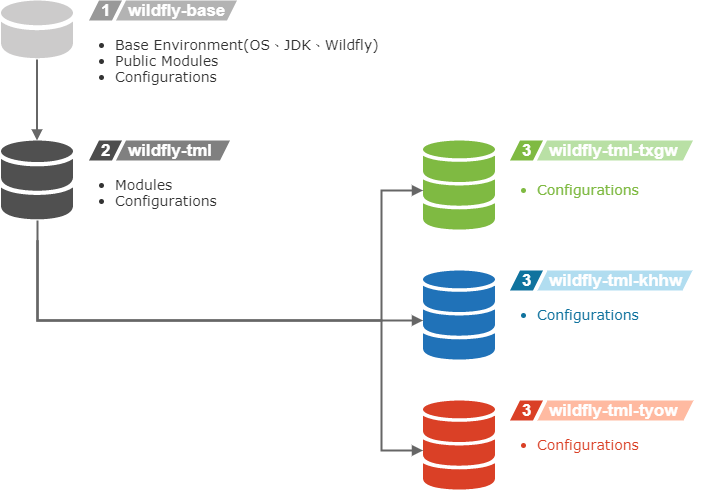 1 wildfly-base
• Base Environment(OS、JDK、Wildfly)
• Public Modules
• Configurations
2 wildfly-tml
• Modules
• Configurations
3 wildfly-tml-txgw
• Configurations
3 wildfly-tml-khhw
• Configurations
3 wildfly-tml-tyow
• Configurations